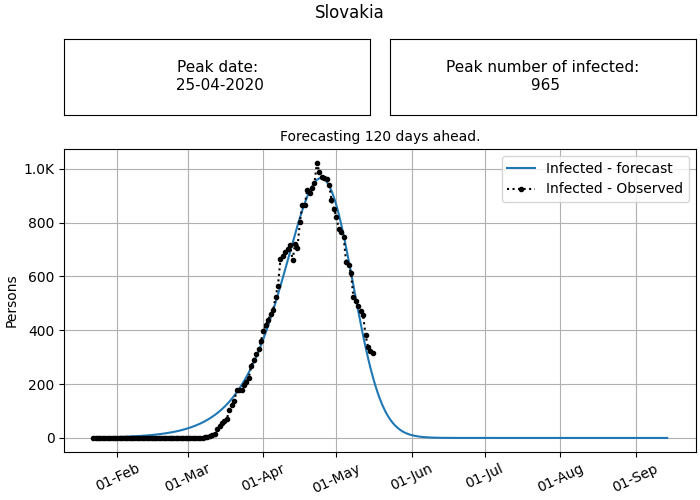 Slovakia
Peak date:
25-04-2020
Peak number of infected:
965
Forecasting 120 days ahead.
Infected - forecast
Infected - Observed
Persons
1.0K
800
600
400
200
0
01-Feb
01-Mar
01-Apr
01-May
01-Jun
01-Jul
01-Aug
01-Sep